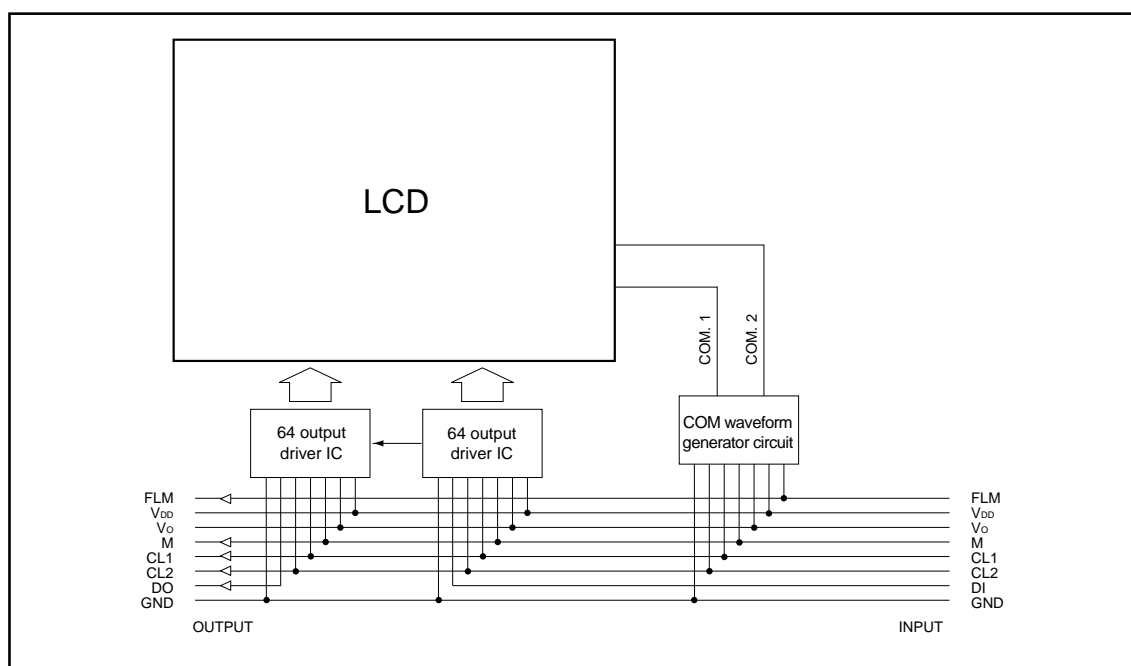 LCD
COM. 1
COM. 2
64 output
driver IC
64 output
driver IC
COM waveform
generator circuit
FLM
VDD
VO
M
CL1
CL2
DO
GND
OUTPUT
FLM
VDD
VO
M
CL1
CL2
DI
GND
INPUT